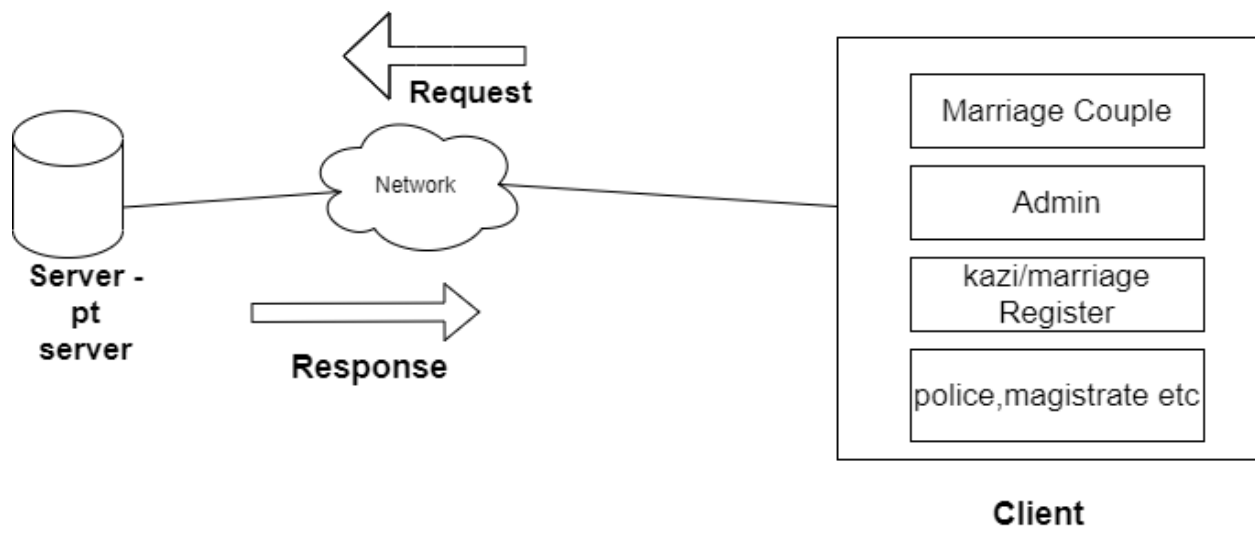 Request
Network
Server -
pt
server
Response
Marriage Couple
Admin
kazi/marriage
Register
police,magistrate etc
Client